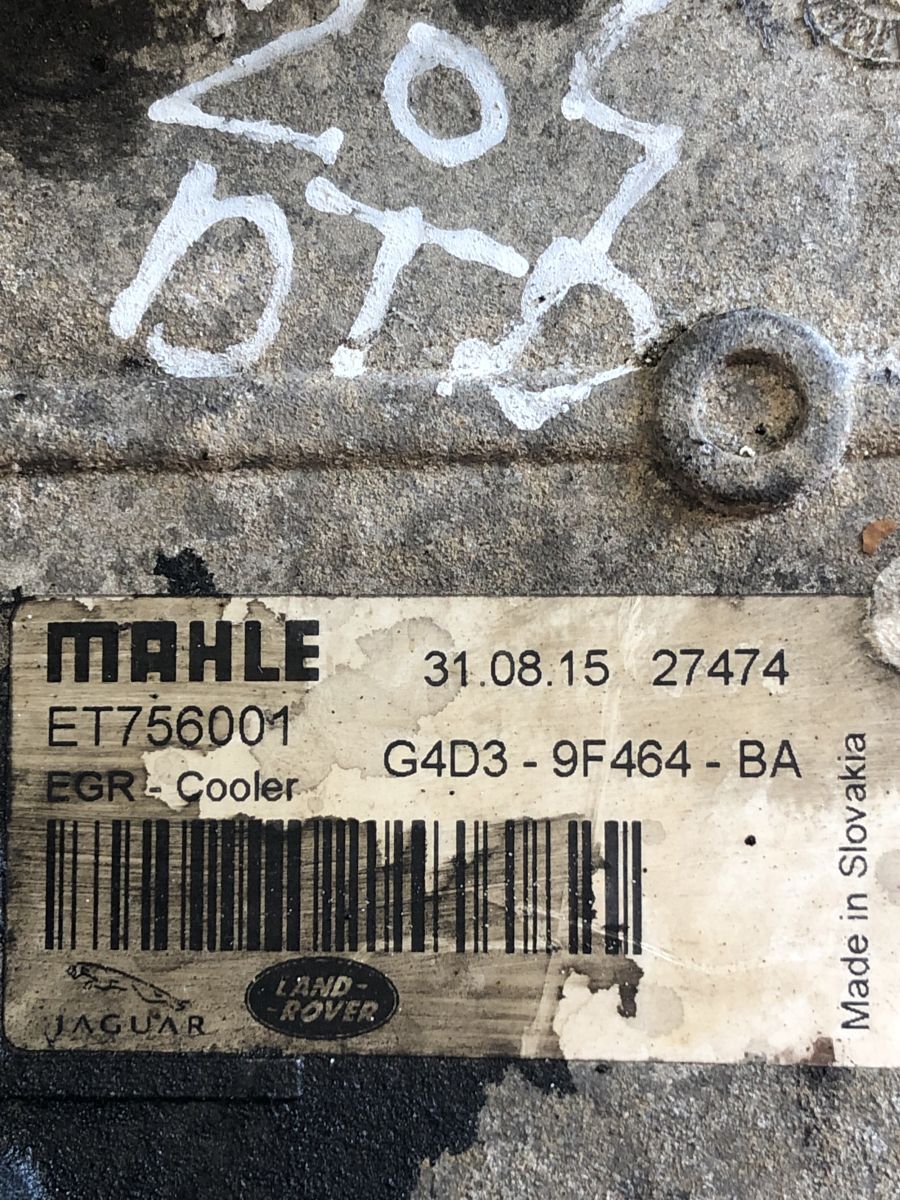 MAHLE
31.08.15 27474
ET756001
G4D3 - 9F464 - BA
EGR - Cooler
Made in Slovakia
JAGUAR
LAND-
-ROVER